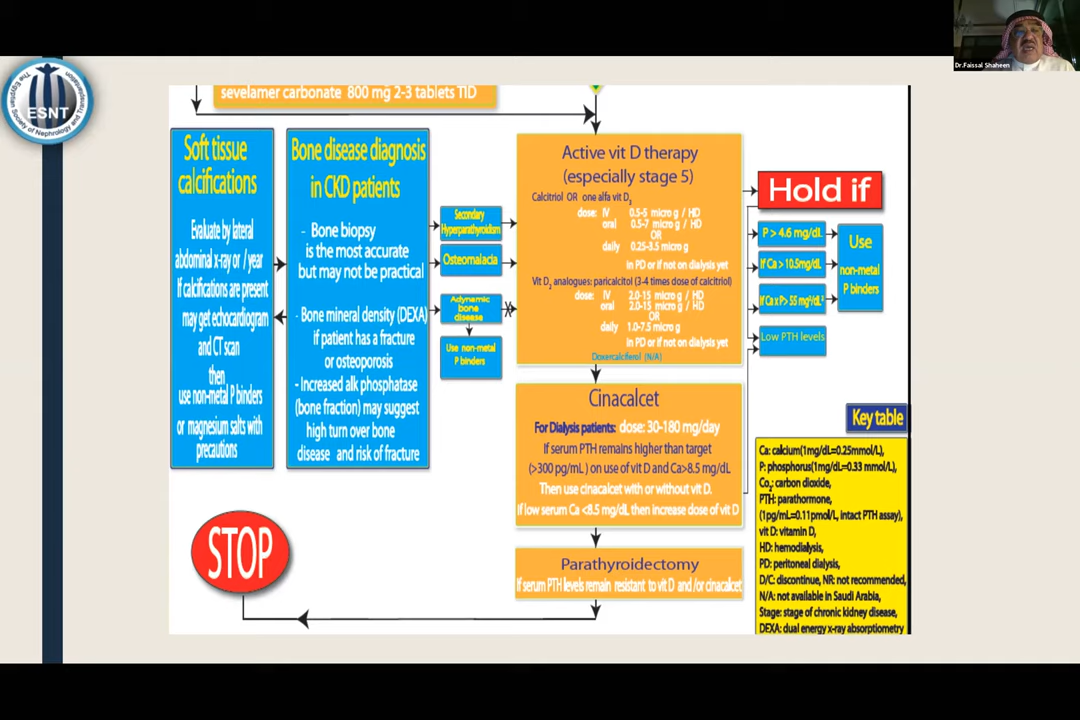 Dr.Faissal Shaheen
The Egyptian Society of Nephrology and Transplantation
ESNT
sevelamer carbonate 800 mg 2-3 tablets TID
Soft tissue
calcifications
Evaluate by lateral
abdominal x-ray or / year
If calcifications are present
may get echocardiogram
and CT scan
then
use non-metal P binders
or magnesium salts with
precautions
Bone disease diagnosis
in CKD patients
- Bone biopsy
is the most accurate
but may not be practical
- Bone mineral density (DEXA)
if patient has a fracture
or osteoporosis
- Increased alk phosphatase
(bone fraction) may suggest
high turn over bone
disease and risk of fracture
Secondary
Hyperparathyroidism
Osteomalacia
Adynamic
bone
disease
Use non-metal
P binders
Active vit D therapy
(especially stage 5)
Calcitriol OR one alfa vit D3
dose: IV 0.5-5 micro g / HD
oral 0.5-7 micro g / HD
OR
daily 0.25-3.5 micro g
in PD or if not on dialysis yet
Vit D2 analogues: paricalcitol (3-4 times dose of calcitriol)
dose: IV 2.0-15 micro g / HD
oral 2.0-15 micro g / HD
OR
daily 1.0-7.5 micro g
in PD or if not on dialysis yet
Doxercalciferol (N/A)
Cinacalcet
For Dialysis patients: dose: 30-180 mg/day
If serum PTH remains higher than target
(>300 pg/mL) on use of vit D and Ca>8.5 mg/dL
Then use cinacalcet with or without vit D.
If low serum Ca <8.5 mg/dL then increase dose of vit D
Parathyroidectomy
If serum PTH levels remain resistant to vit D and /or cinacalcet
Hold if
P > 4.6 mg/dL
If Ca > 10.5mg/dL
If Ca x P> 55 mg²/dL²
Low PTH levels
Use
non-metal
P binders
STOP
Key table
Ca: calcium(1mg/dL=0.25mmol/L),
P: phosphorus(1mg/dL=0.33 mmol/L),
Co2: carbon dioxide,
PTH: parathormone,
(1pg/mL=0.11pmol/L, intact PTH assay),
vit D: vitamin D,
HD: hemodialysis,
PD: peritoneal dialysis,
D/C: discontinue, NR: not recommended,
N/A: not available in Saudi Arabia,
Stage: stage of chronic kidney disease,
DEXA: dual energy x-ray absorptiometry